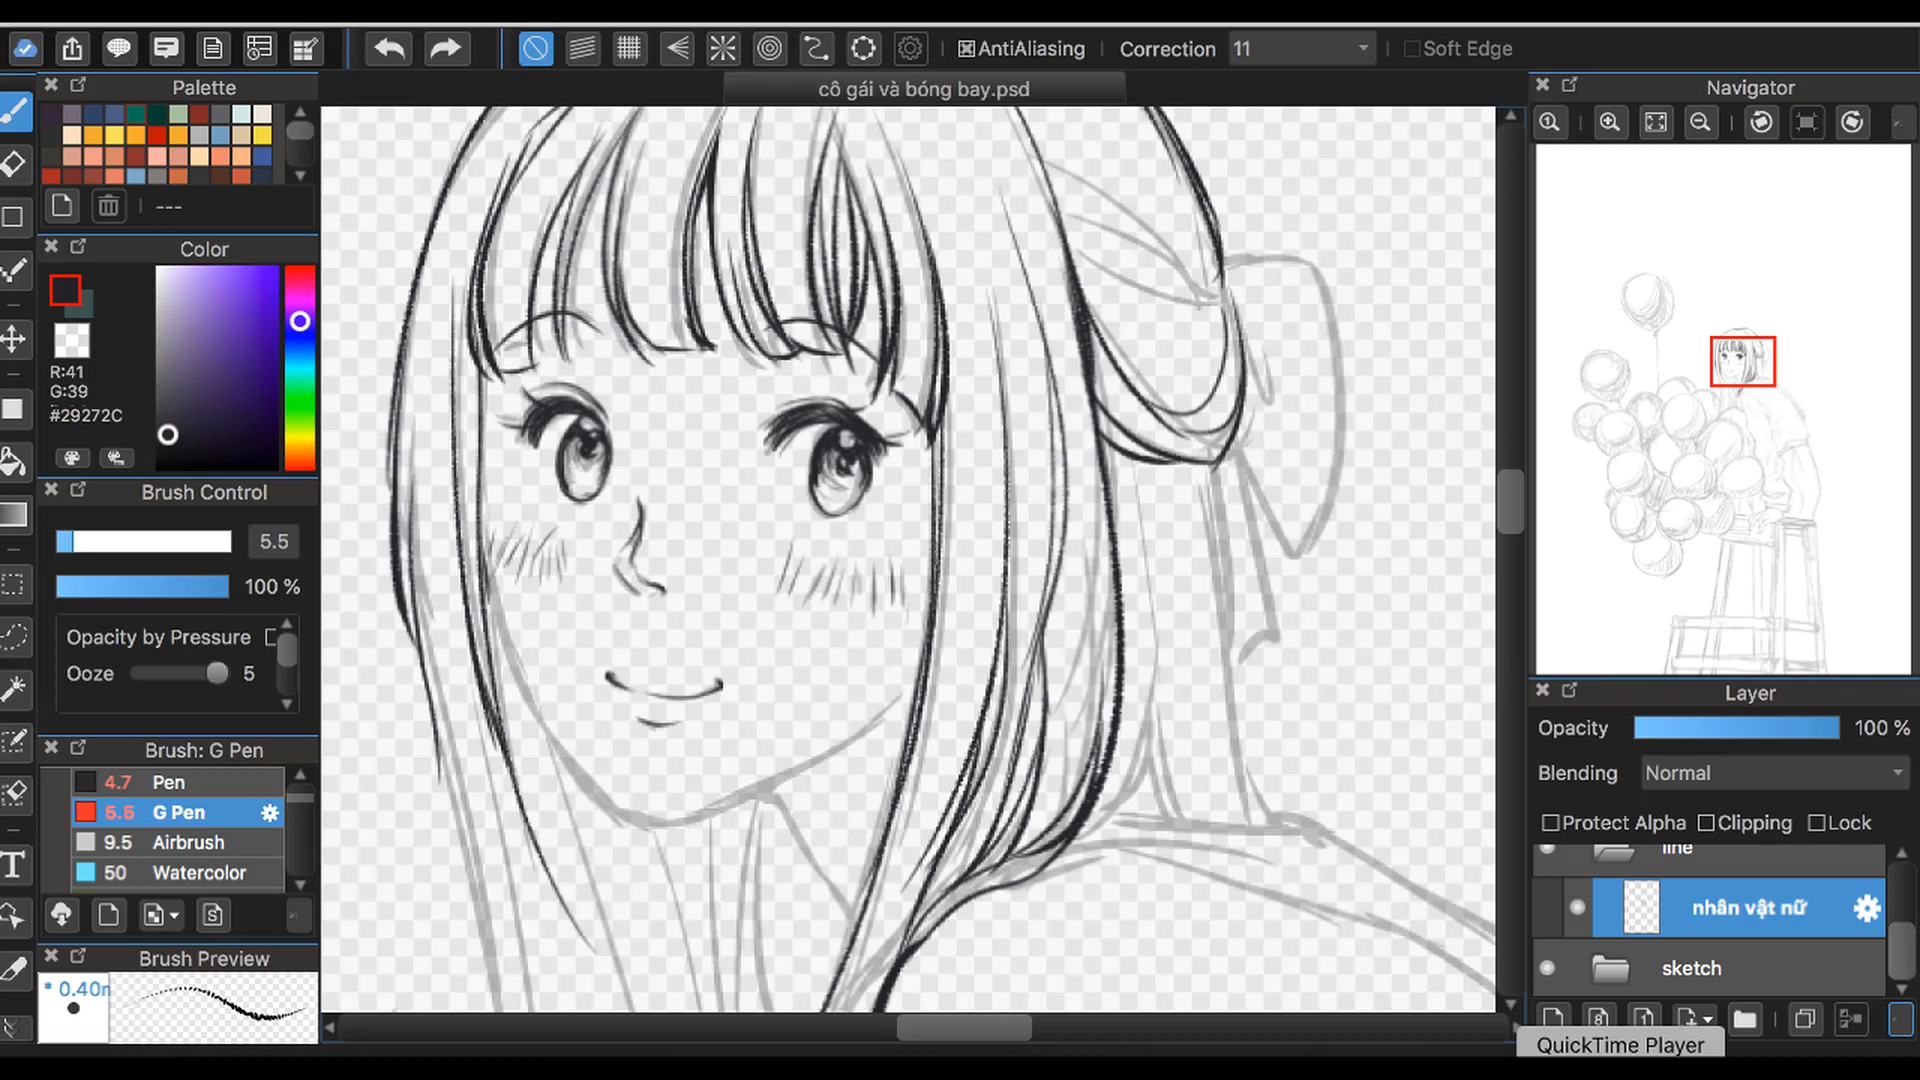 AntiAliasing Correction 11 Soft Edge
Palette
cô gái và bóng bay.psd
Navigator
---
Color
R:41
G:39
#29272C
Brush Control
5.5
100 %
Opacity by Pressure
Ooze 5
Brush: G Pen
4.7 Pen
5.5 G Pen
9.5 Airbrush
50 Watercolor
Brush Preview
* 0.40m
Layer
Opacity 100 %
Blending Normal
Protect Alpha Clipping Lock
line
nhân vật nữ
sketch
QuickTime Player